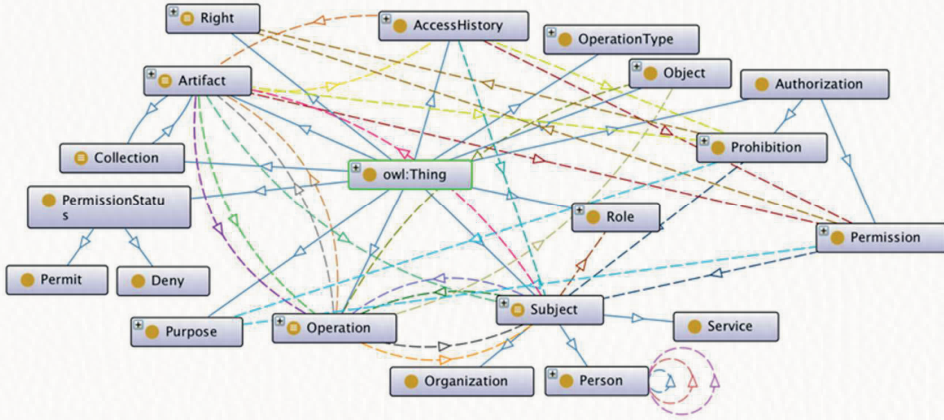 Right
AccessHistory
OperationType
Object
Artifact
Authorization
Prohibition
Collection
owl:Thing
PermissionStatu
s
Role
Permission
Permit
Deny
Subject
Purpose
Operation
Service
Organization
Person